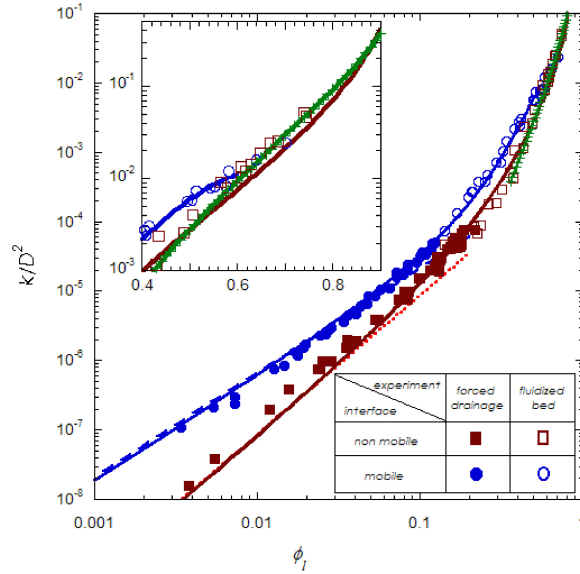 10⁻¹
10⁻²
10⁻³
10⁻⁴
10⁻⁵
10⁻⁶
10⁻⁷
10⁻⁸
k/D²
10⁻¹
10⁻²
10⁻³
0.4 0.6 0.8
experiment
interface
forced drainage
fluidized bed
non mobile
mobile
0.001 0.01 0.1
ϕₗ